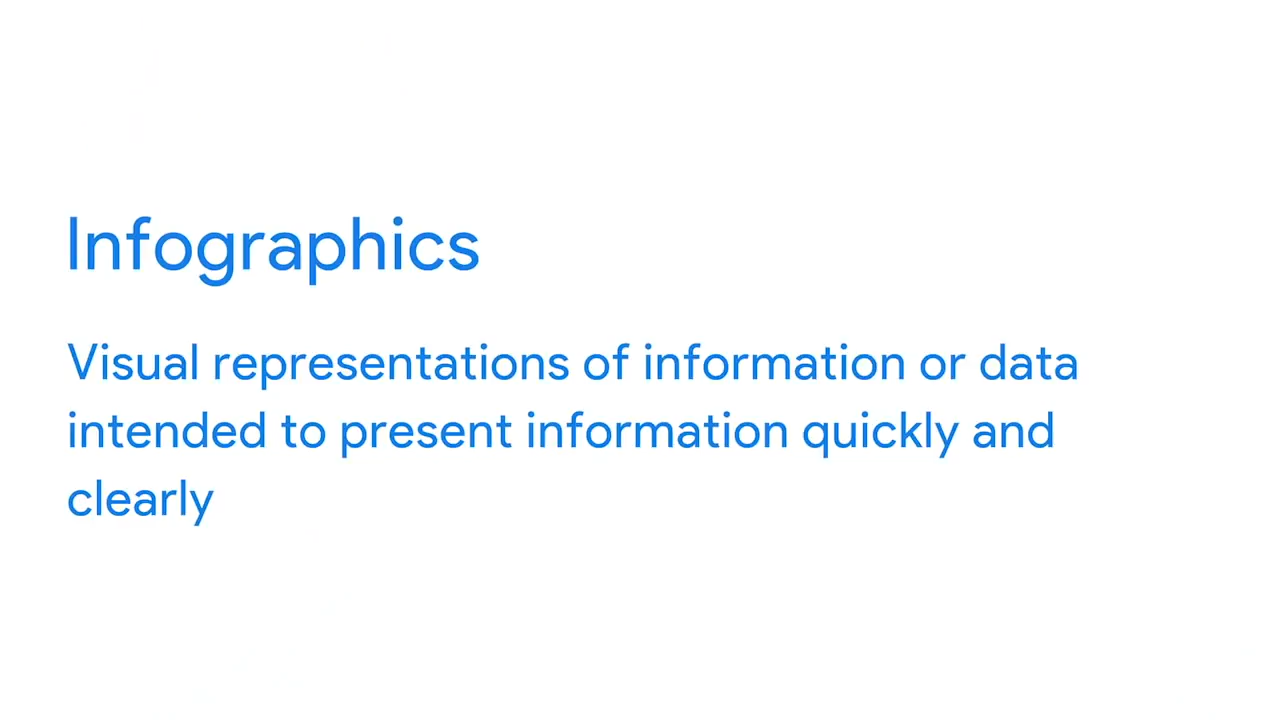 Infographics
Visual representations of information or data
intended to present information quickly and
clearly